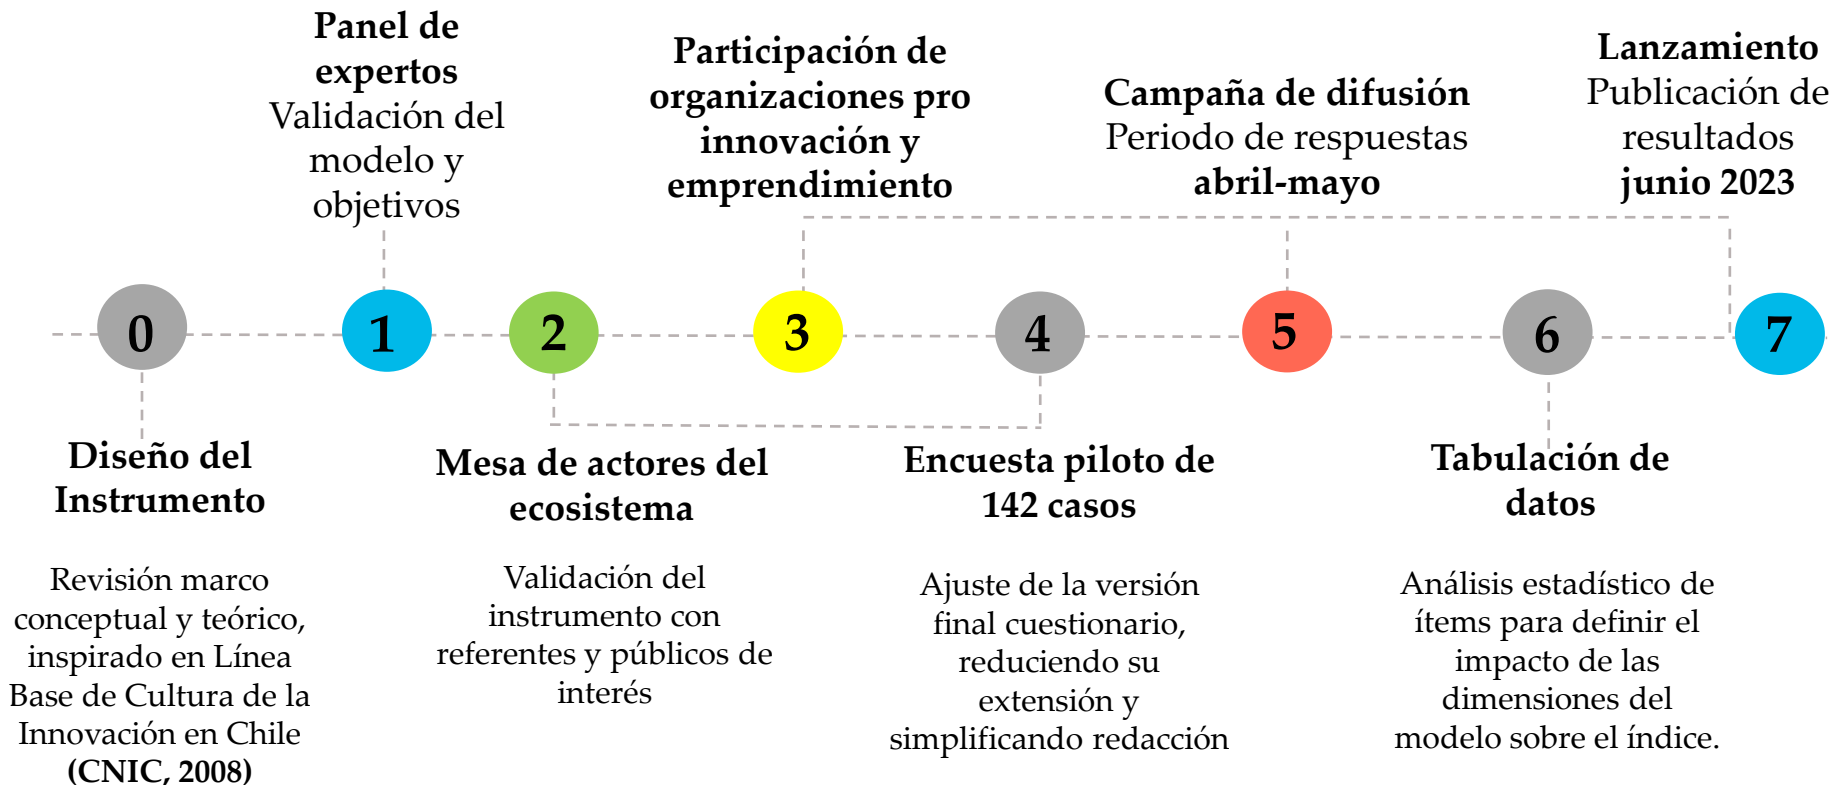 Panel de
expertos
Validación del
modelo y
objetivos
Participación de
organizaciones pro
innovación y
emprendimiento
Campaña de difusión
Periodo de respuestas
abril-mayo
Lanzamiento
Publicación de
resultados
junio 2023
0
1
2
3
4
5
6
7
Diseño del
Instrumento
Revisión marco
conceptual y teórico,
inspirado en Línea
Base de Cultura de la
Innovación en Chile
(CNIC, 2008)
Mesa de actores del
ecosistema
Validación del
instrumento con
referentes y públicos de
interés
Encuesta piloto de
142 casos
Ajuste de la versión
final cuestionario,
reduciendo su
extensión y
simplificando redacción
Tabulación de
datos
Análisis estadístico de
ítems para definir el
impacto de las
dimensiones del
modelo sobre el índice.